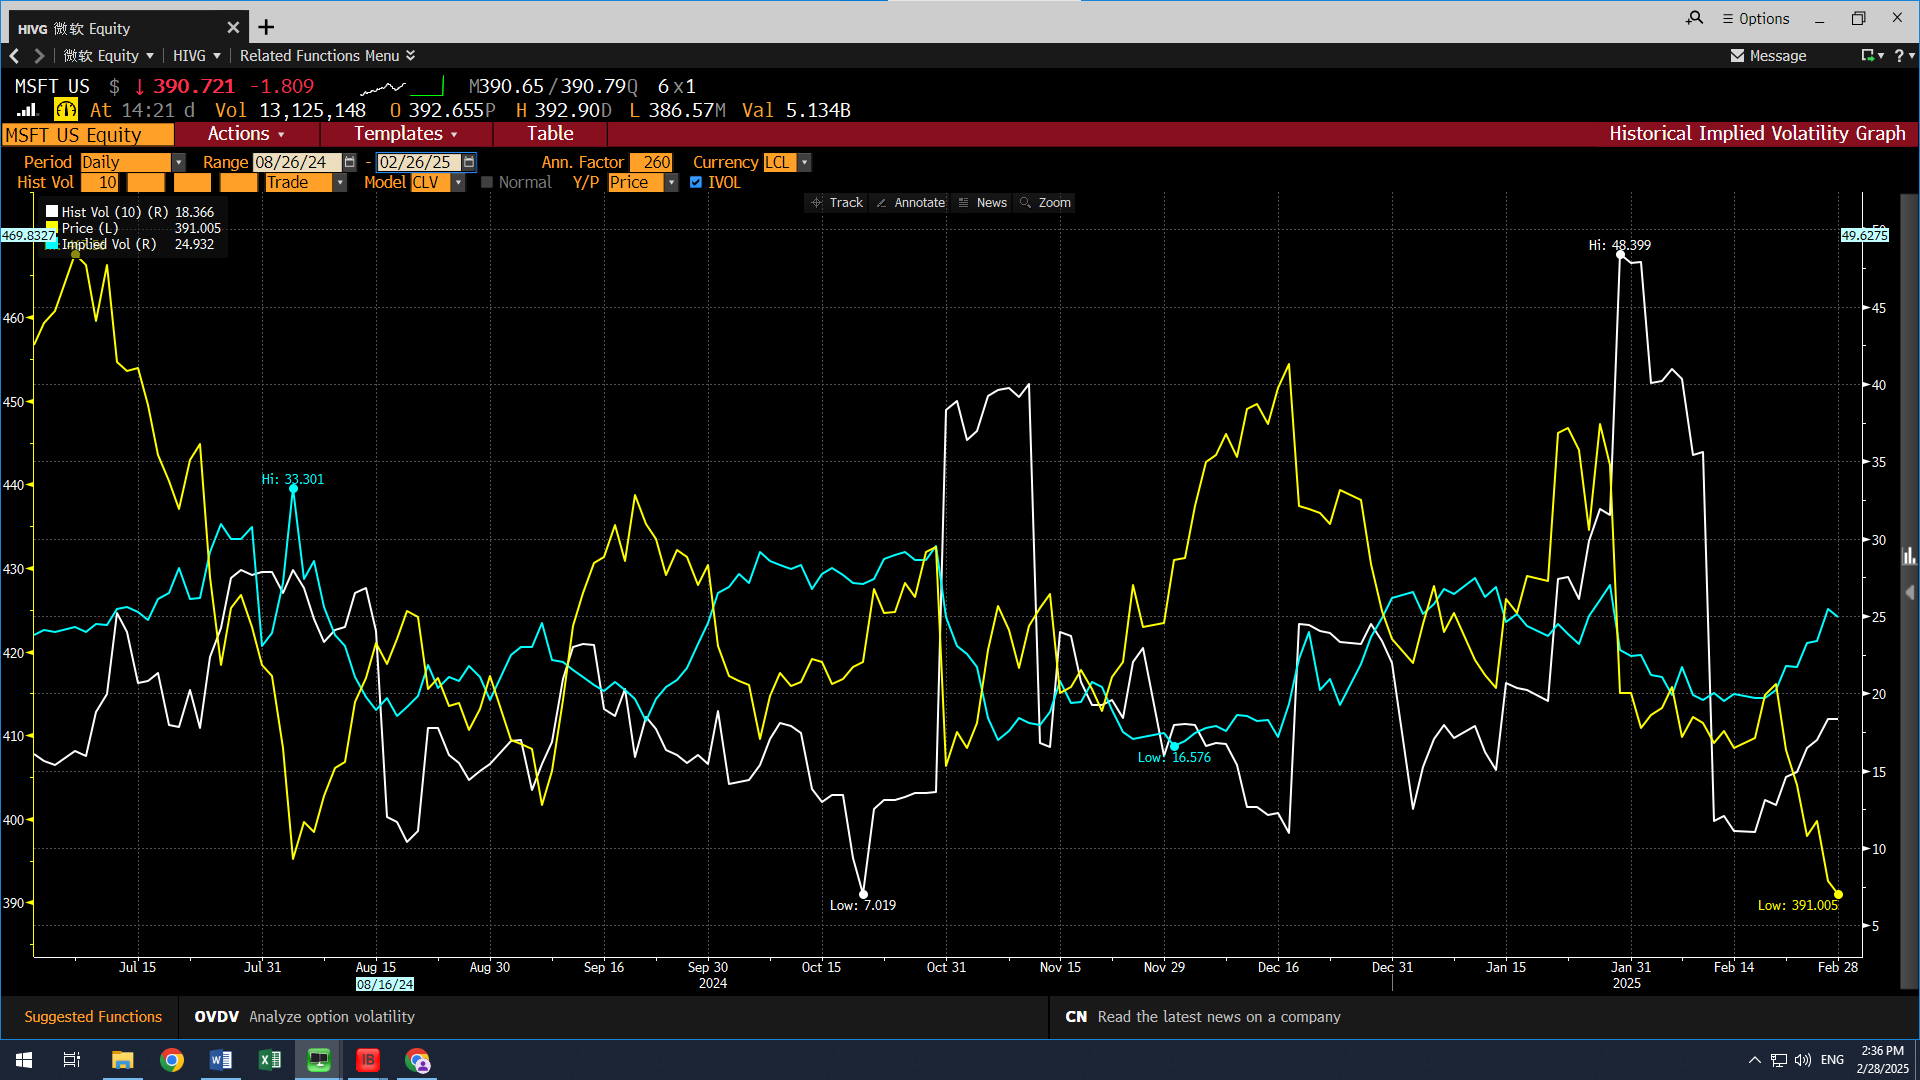 HIVG 微软 Equity
Options
微软 Equity HIVG Related Functions Menu Message ?
MSFT US $ ↓ 390.721 -1.809 M390.65/390.79Q 6x1
At 14:21 d Vol 13,125,148 O 392.655P H 392.90D L 386.57M Val 5.134B
MSFT US Equity Actions Templates Table Historical Implied Volatility Graph
Period Daily Range 08/26/24 - 02/26/25 Ann. Factor 260 Currency LCL
Hist Vol 10 Trade Model CLV Normal Y/P Price IVOL
Track Annotate News Zoom
Hist Vol (10) (R) 18.366
Price (L) 391.005
Implied Vol (R) 24.932
469.8327
49.6275
Hi: 48.399
Hi: 33.301
Low: 16.576
Low: 7.019
Low: 391.005
460
450
440
430
420
410
400
390
45
40
35
30
25
20
15
10
5
Jul 15 Jul 31 Aug 15 Aug 30 Sep 16 Sep 30 Oct 15 Oct 31 Nov 15 Nov 29 Dec 16 Dec 31 Jan 15 Jan 31 Feb 14 Feb 28
08/16/24 2024 2025
Suggested Functions OVDV Analyze option volatility CN Read the latest news on a company
IB
ENG
2:36 PM
2/28/2025